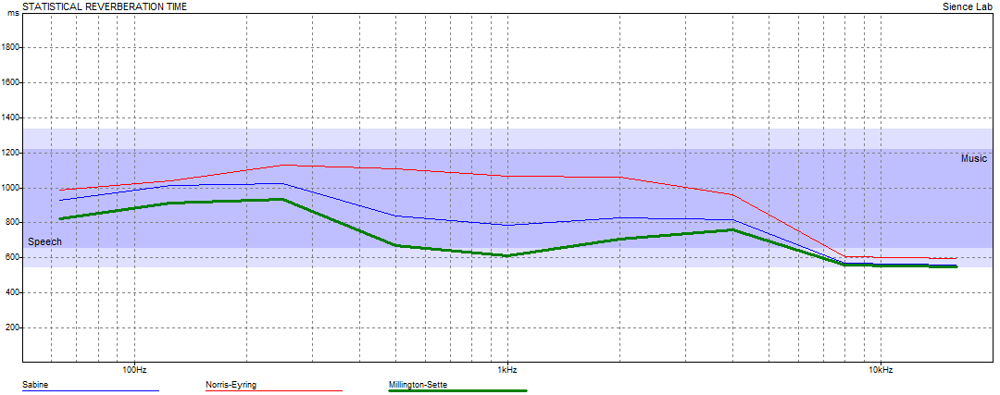 STATISTICAL REVERBERATION TIME
Sience Lab
ms
1800
1600
1400
1200
Music
1000
800
Speech
600
400
200
100Hz 1kHz 10kHz
Sabine Norris-Eyring Millington-Sette